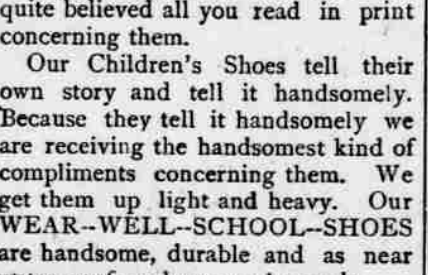 quite believed all you read in print
concerning them.
Our Children's Shoes tell their
own story and tell it handsomely.
Because they tell it handsomely we
are receiving the handsomest kind of
compliments concerning them. We
get them up light and heavy. Our
WEAR--WELL--SCHOOL--SHOES
are handsome, durable and as near